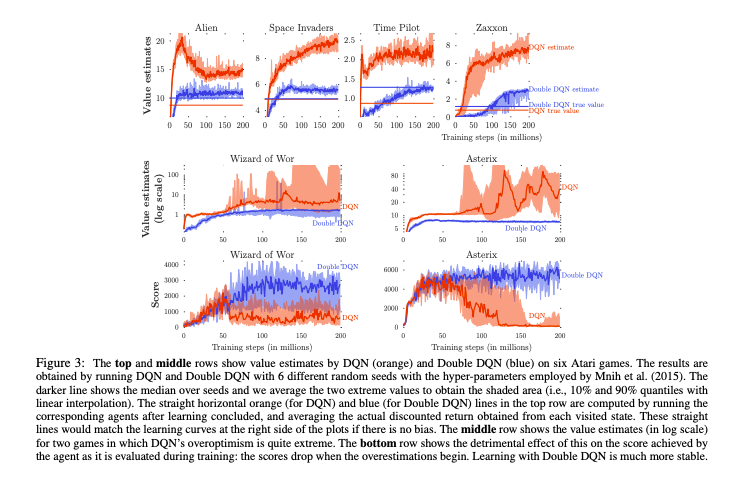 Alien
Space Invaders
Time Pilot
Zaxxon
Value estimates
20
15
10
0 50 100 150 200
8
6
4
0 50 100 150 200
2.5
2.0
1.5
1.0
0 50 100 150 200
8
6
4
2
0
0 50 100 150 200
DQN estimate
Double DQN estimate
Double DQN true value
DQN true value
Training steps (in millions)
Wizard of Wor
Asterix
Value estimates
(log scale)
100
10
1
0 50 100 150 200
DQN
Double DQN
80
40
20
10
5
0 50 100 150 200
DQN
Double DQN
Wizard of Wor
Asterix
Score
4000
3000
2000
1000
0
0 50 100 150 200
Double DQN
DQN
Training steps (in millions)
6000
4000
2000
0
0 50 100 150 200
Double DQN
DQN
Training steps (in millions)
Figure 3: The top and middle rows show value estimates by DQN (orange) and Double DQN (blue) on six Atari games. The results are
obtained by running DQN and Double DQN with 6 different random seeds with the hyper-parameters employed by Mnih et al. (2015). The
darker line shows the median over seeds and we average the two extreme values to obtain the shaded area (i.e., 10% and 90% quantiles with
linear interpolation). The straight horizontal orange (for DQN) and blue (for Double DQN) lines in the top row are computed by running the
corresponding agents after learning concluded, and averaging the actual discounted return obtained from each visited state. These straight
lines would match the learning curves at the right side of the plots if there is no bias. The middle row shows the value estimates (in log scale)
for two games in which DQN's overoptimism is quite extreme. The bottom row shows the detrimental effect of this on the score achieved by
the agent as it is evaluated during training: the scores drop when the overestimations begin. Learning with Double DQN is much more stable.